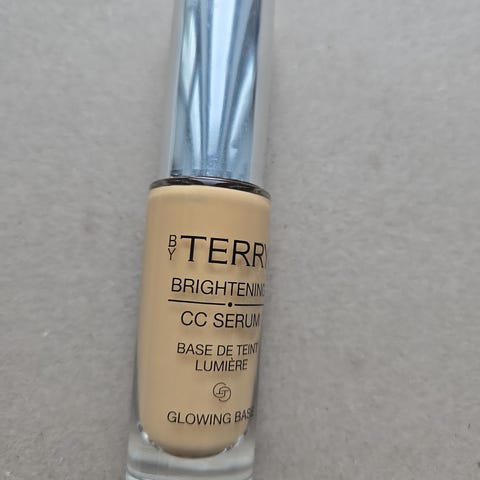 BY TERRY
BRIGHTENING
CC SERUM
BASE DE TEINT
LUMIÈRE
GLOWING BASE